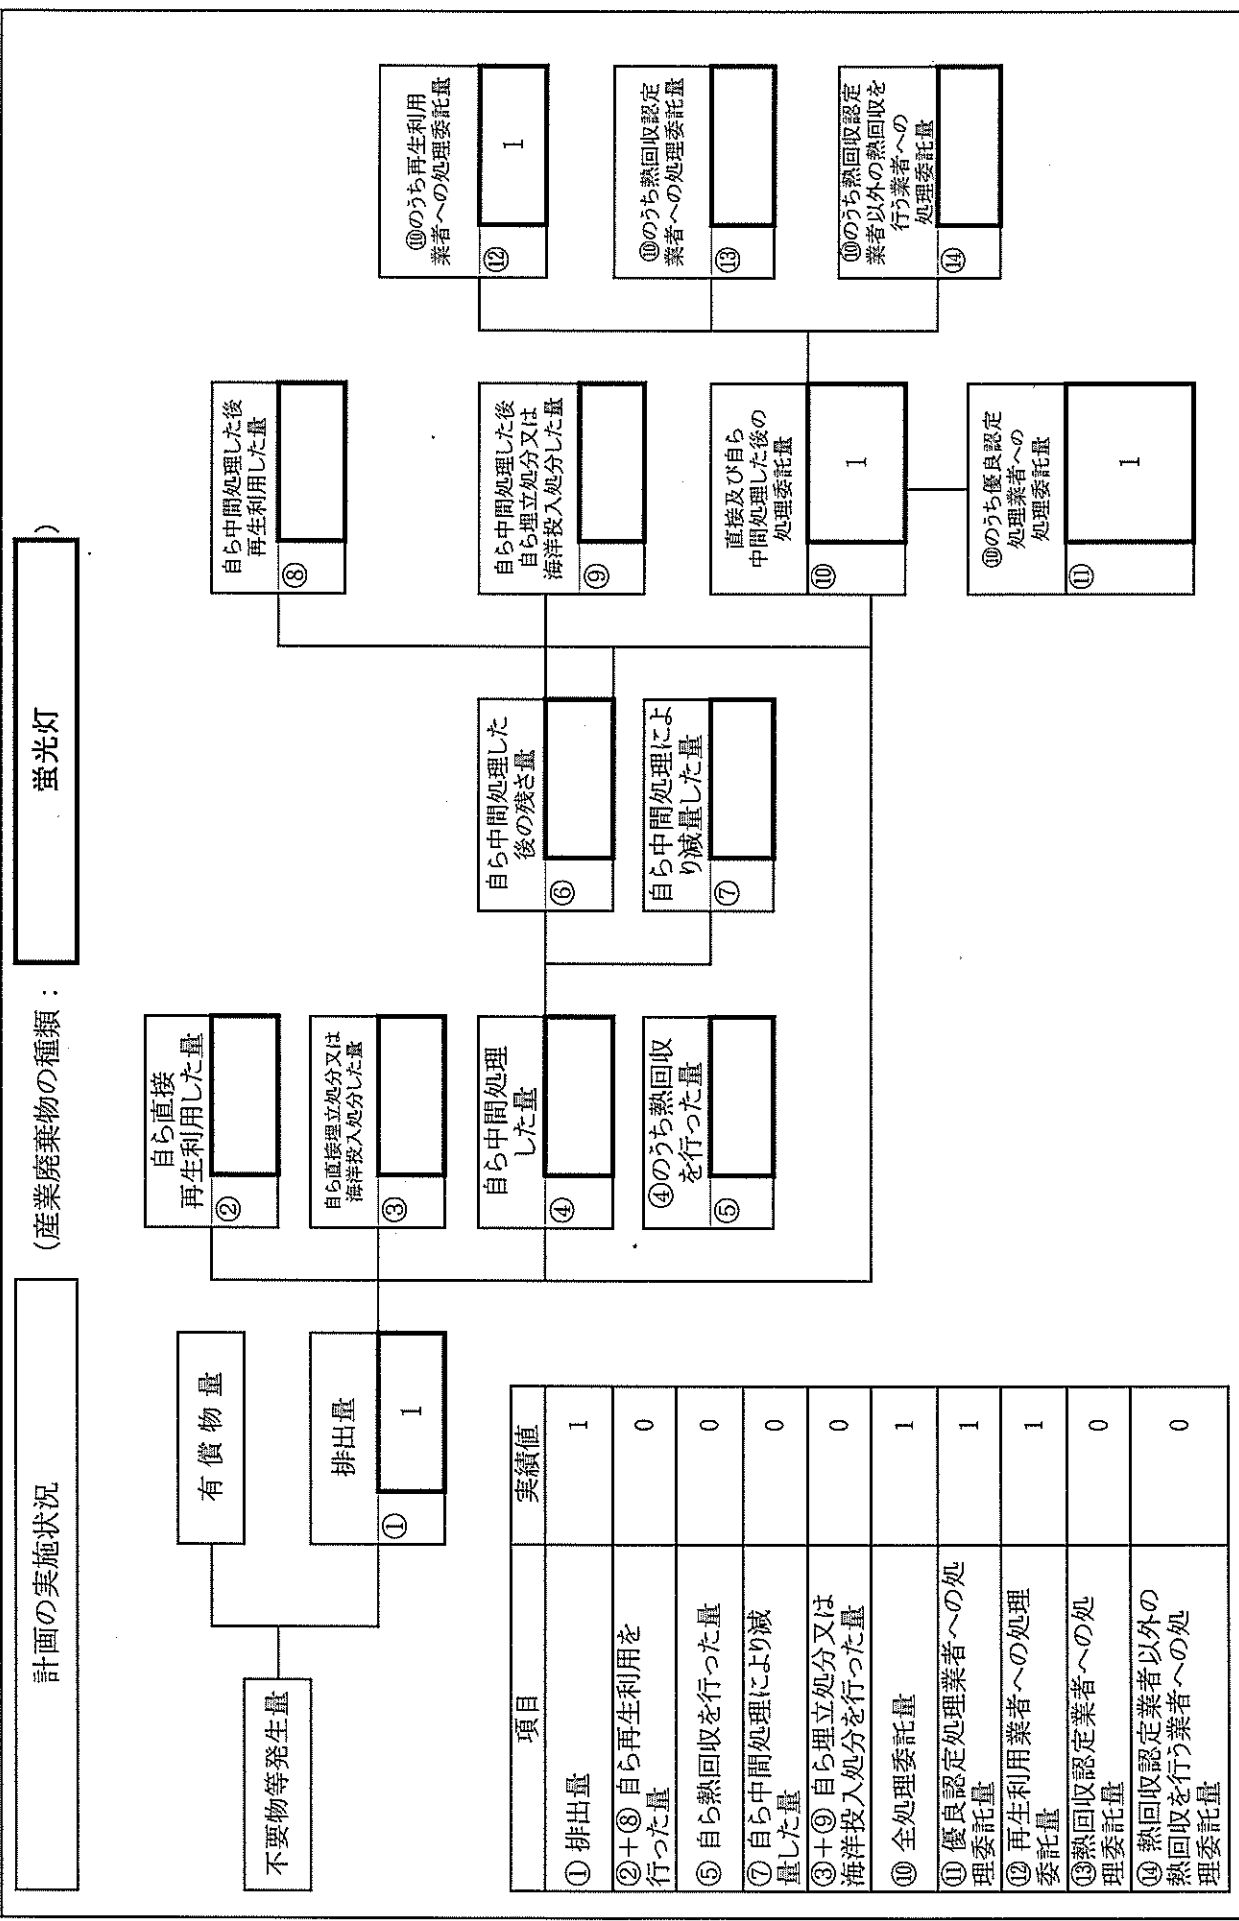 計画の実施状況
(産業廃棄物の種類：
蛍光灯
)
不要物等発生量
有償物量
排出量
①
1
自ら直接
再生利用した量
②
自ら直接埋立処分又は
海洋投入処分した量
③
自ら中間処理
した量
④
④のうち熱回収
を行った量
⑤
自ら中間処理した
後の残さ量
⑥
自ら中間処理によ
り減量した量
⑦
自ら中間処理した後
再生利用した量
⑧
自ら中間処理した後
自ら埋立処分又は
海洋投入処分した量
⑨
直接及び自ら
中間処理した後の
処理委託量
⑩
1
⑩のうち優良認定
処理業者への
処理委託量
⑪
1
⑩のうち再生利用
業者への処理委託量
⑫
1
⑩のうち熱回収認定
業者への処理委託量
⑬
⑩のうち熱回収認定
業者以外の熱回収を
行う業者への
処理委託量
⑭
項目
実績値
① 排出量
1
②+⑧ 自ら再生利用を
行った量
0
⑤ 自ら熱回収を行った量
0
⑦ 自ら中間処理により減
量した量
0
③+⑨ 自ら埋立処分又は
海洋投入処分を行った量
0
⑩ 全処理委託量
1
⑪ 優良認定処理業者への処
理委託量
1
⑫ 再生利用業者への処理
委託量
1
⑬熱回収認定業者への処
理委託量
0
⑭ 熱回収認定業者以外の
熱回収を行う業者への処
理委託量
0